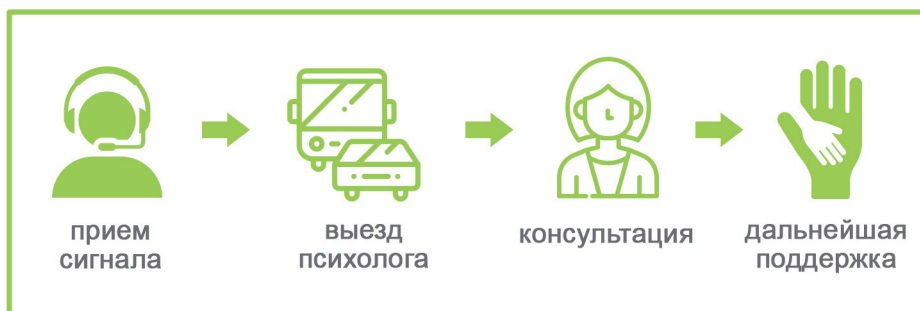 прием
сигнала
выезд
психолога
консультация
дальнейшая
поддержка